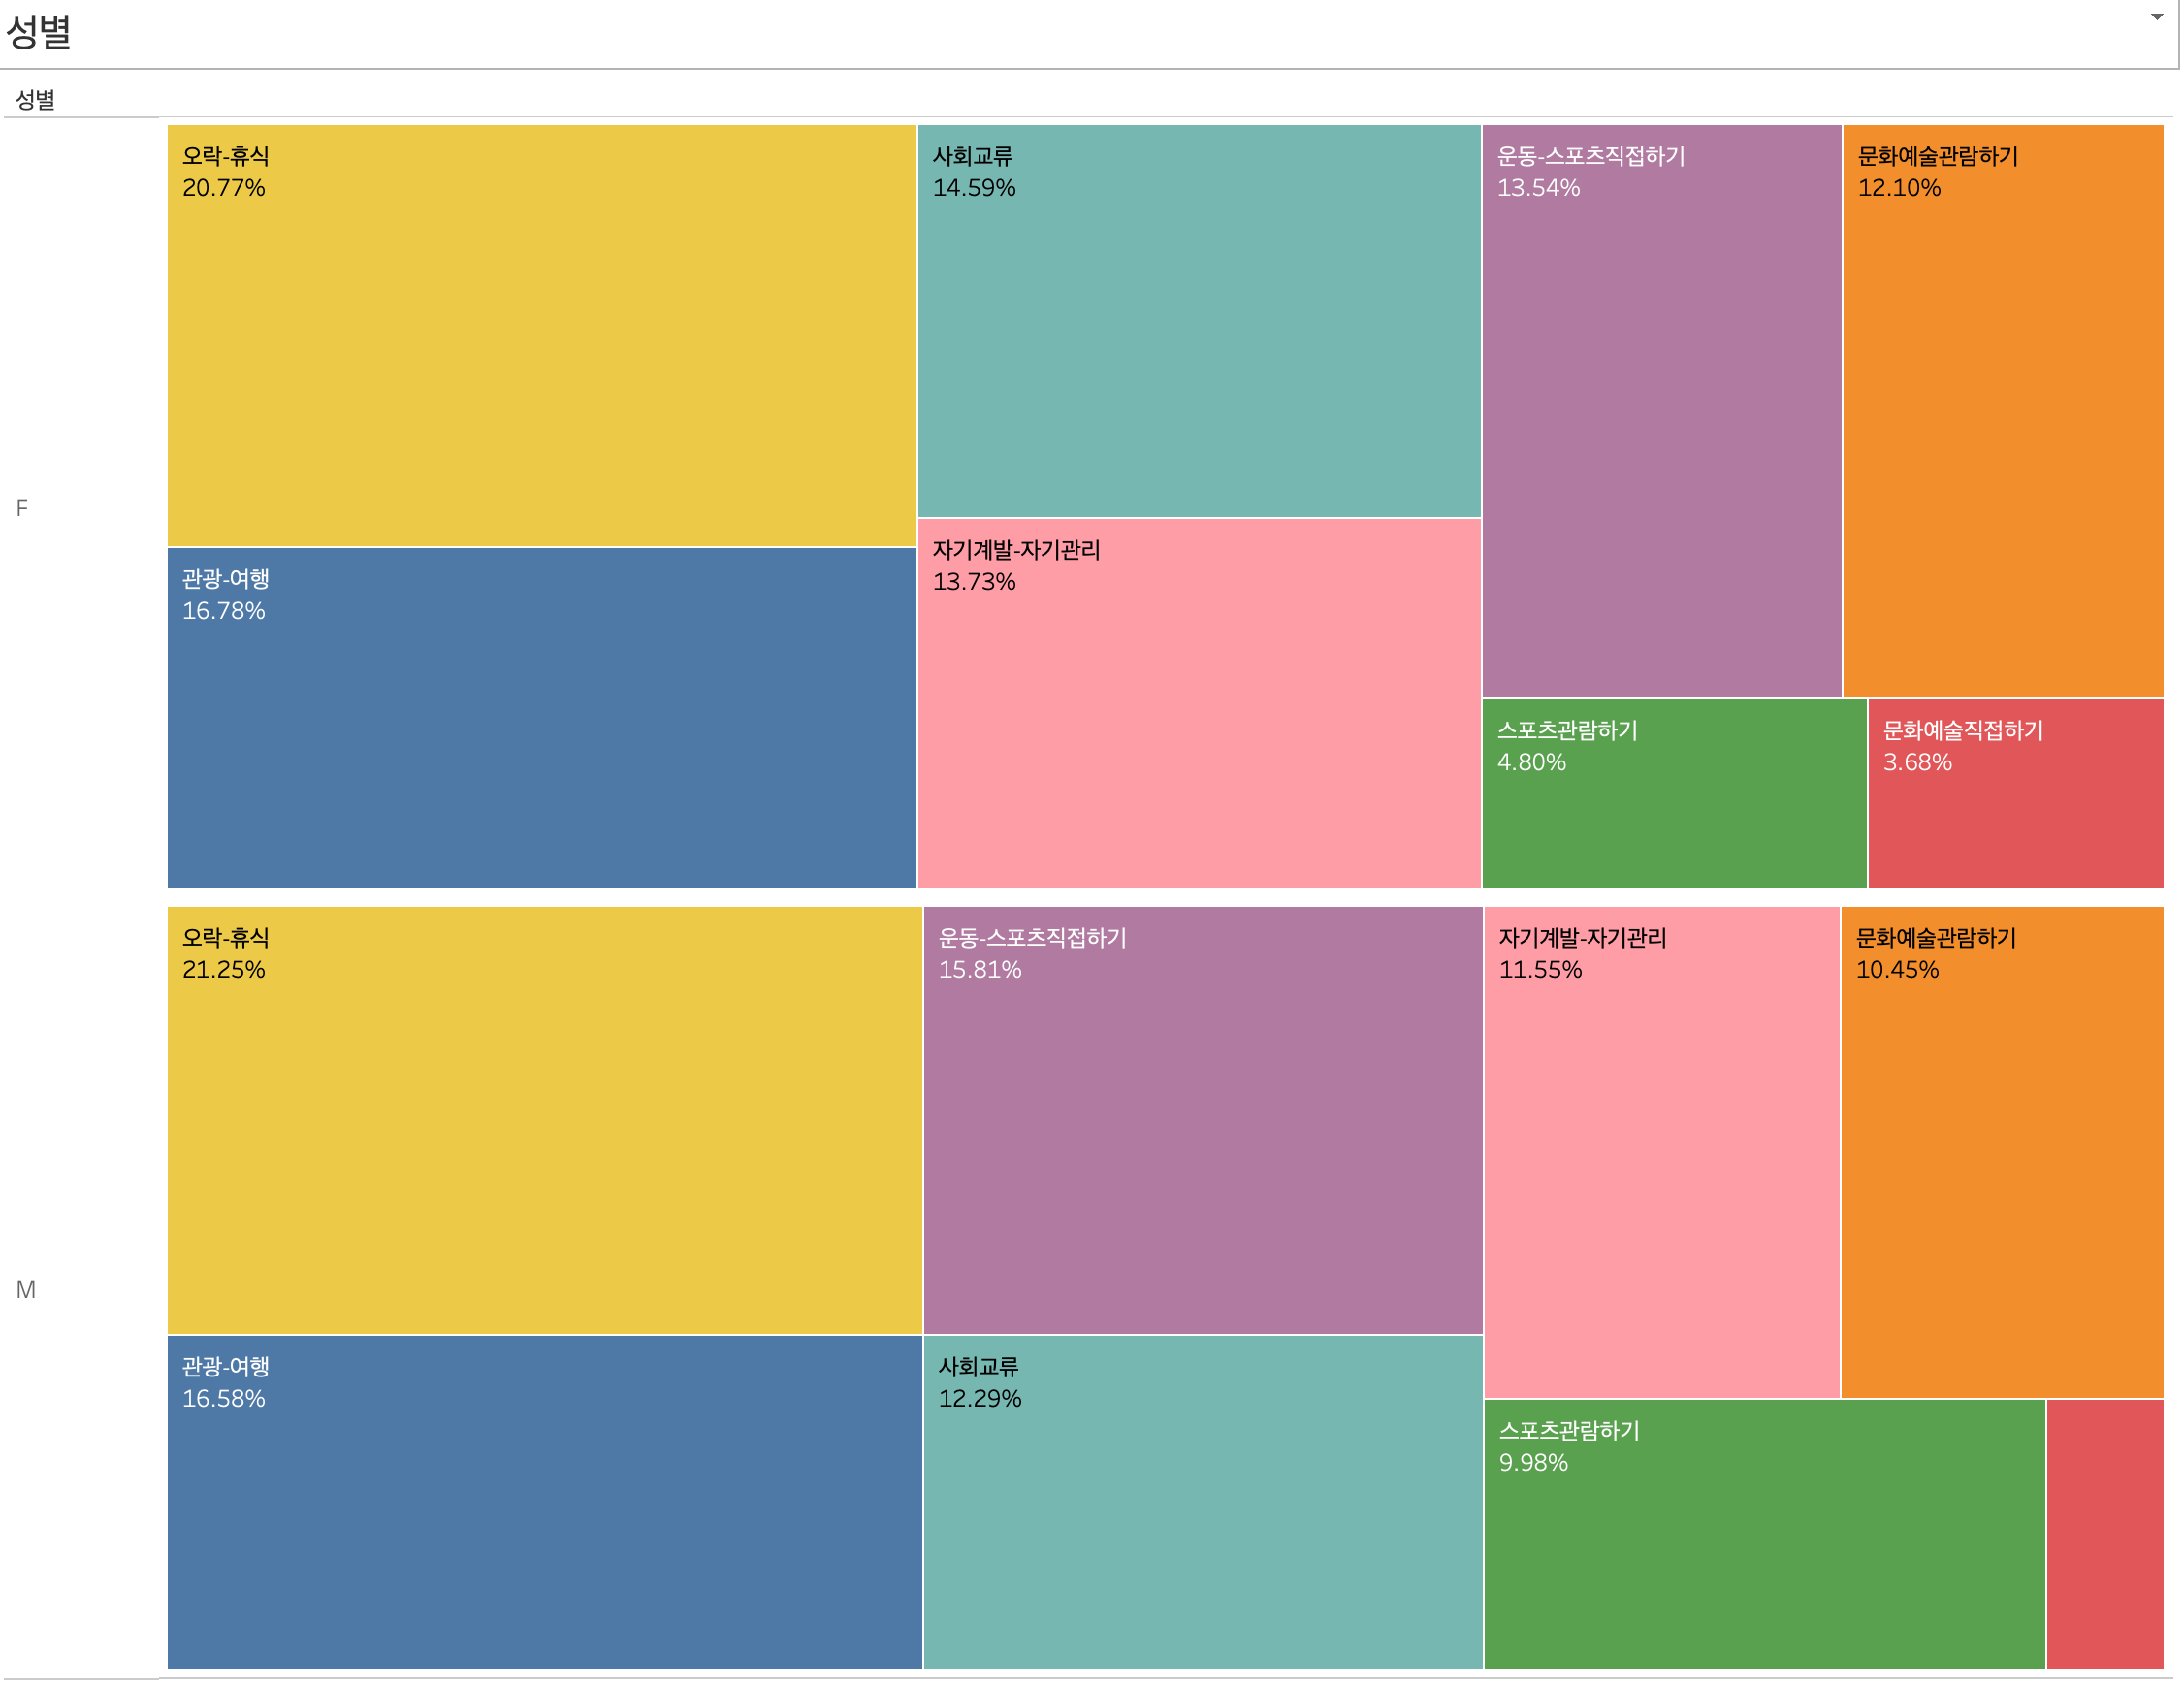 성별
성별
F
오락-휴식
20.77%
사회교류
14.59%
운동-스포츠직접하기
13.54%
문화예술관람하기
12.10%
관광-여행
16.78%
자기계발-자기관리
13.73%
스포츠관람하기
4.80%
문화예술직접하기
3.68%
M
오락-휴식
21.25%
운동-스포츠직접하기
15.81%
자기계발-자기관리
11.55%
문화예술관람하기
10.45%
관광-여행
16.58%
사회교류
12.29%
스포츠관람하기
9.98%